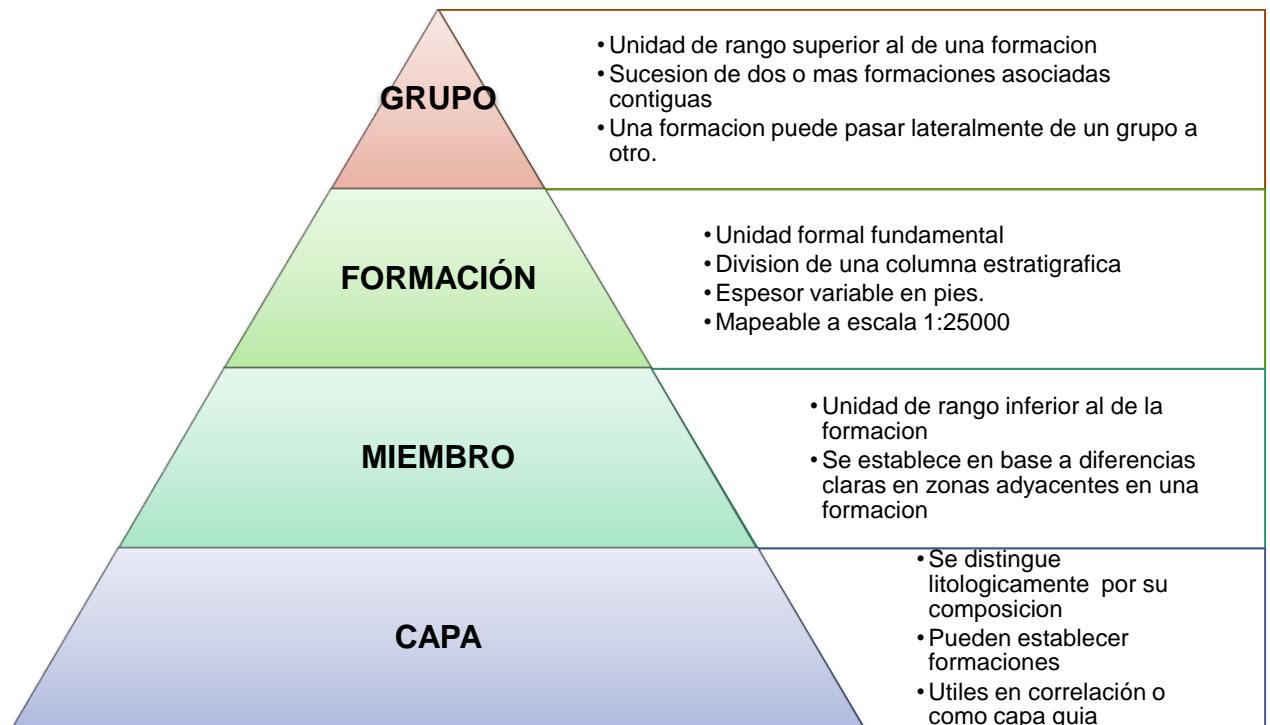 GRUPO
• Unidad de rango superior al de una formacion
• Sucesion de dos o mas formaciones asociadas
contiguas
• Una formacion puede pasar lateralmente de un grupo a
otro.
FORMACIÓN
• Unidad formal fundamental
• Division de una columna estratigrafica
• Espesor variable en pies.
• Mapeable a escala 1:25000
MIEMBRO
• Unidad de rango inferior al de la
formacion
• Se establece en base a diferencias
claras en zonas adyacentes en una
formacion
CAPA
• Se distingue
litologicamente por su
composicion
• Pueden establecer
formaciones
• Utiles en correlación o
como capa guia